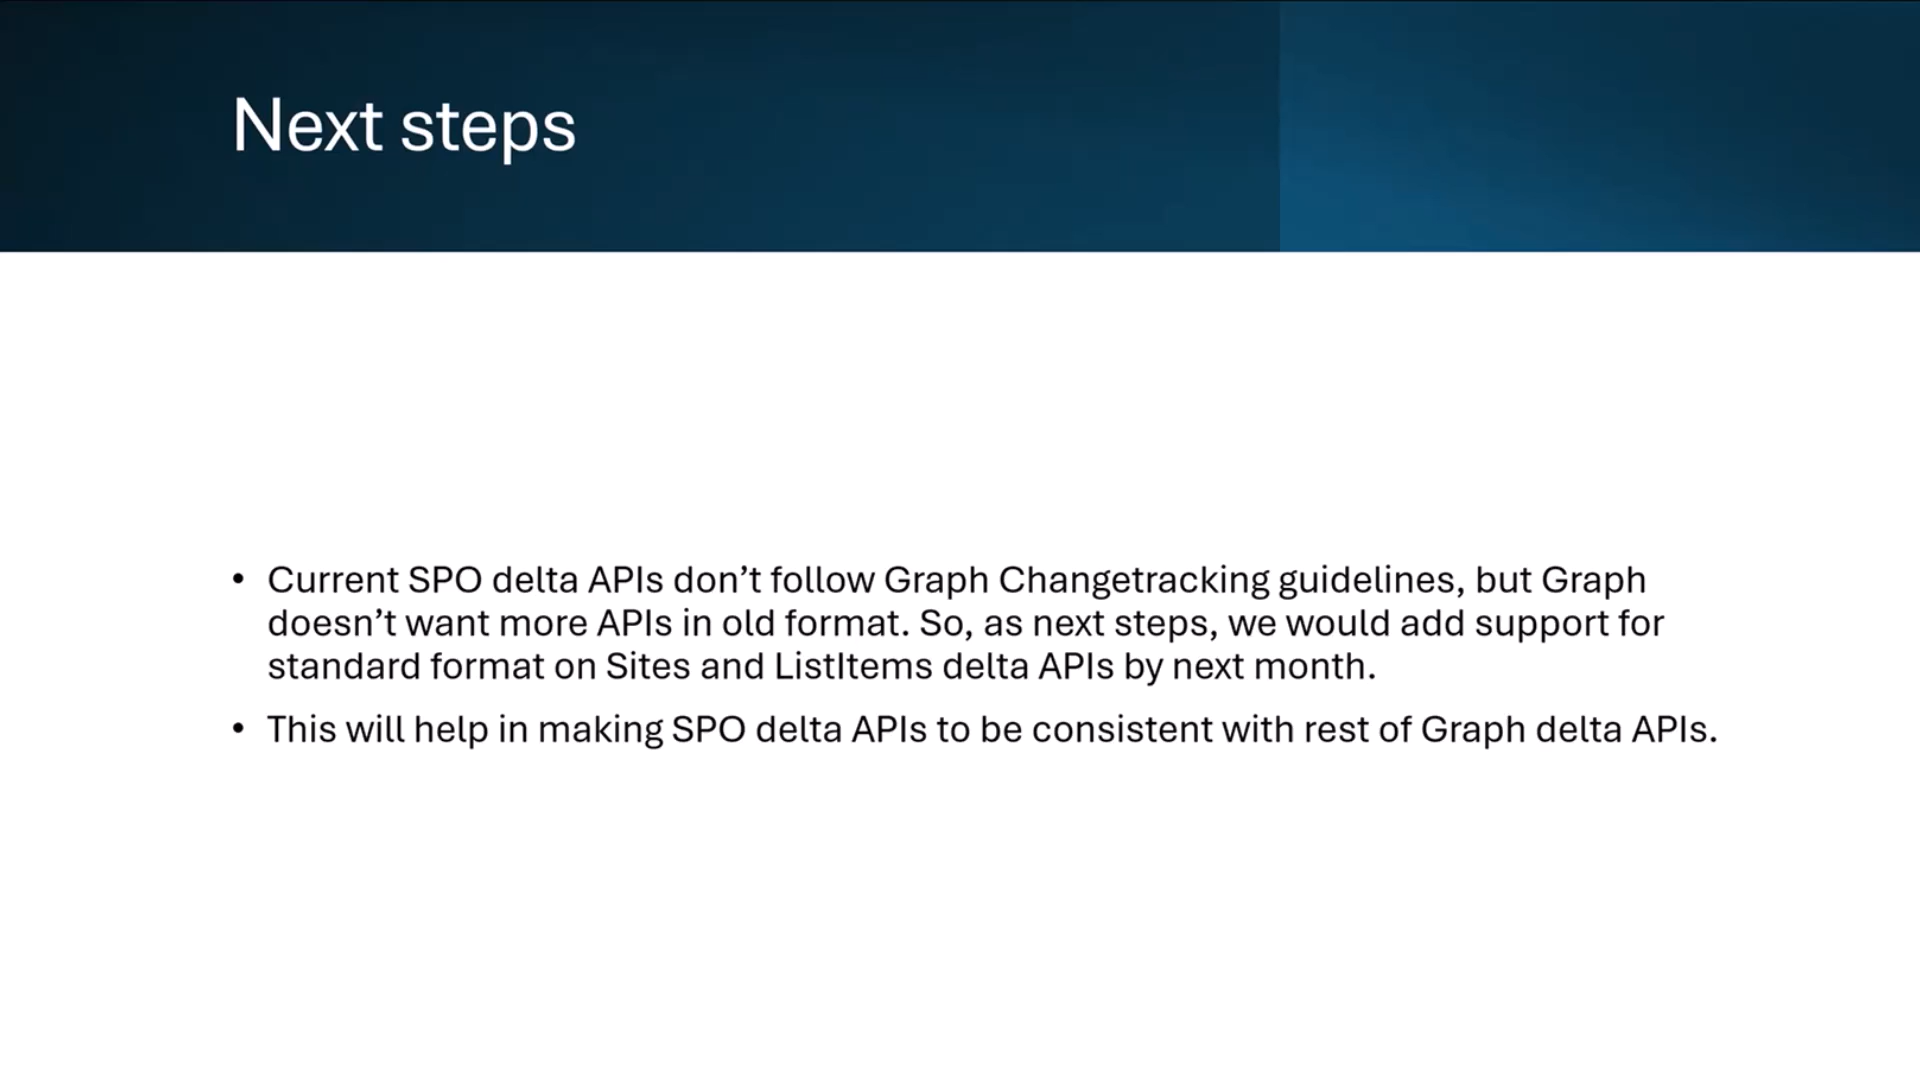 Next steps
• Current SPO delta APIs don’t follow Graph Changetracking guidelines, but Graph
doesn’t want more APIs in old format. So, as next steps, we would add support for
standard format on Sites and ListItems delta APIs by next month.
• This will help in making SPO delta APIs to be consistent with rest of Graph delta APIs.